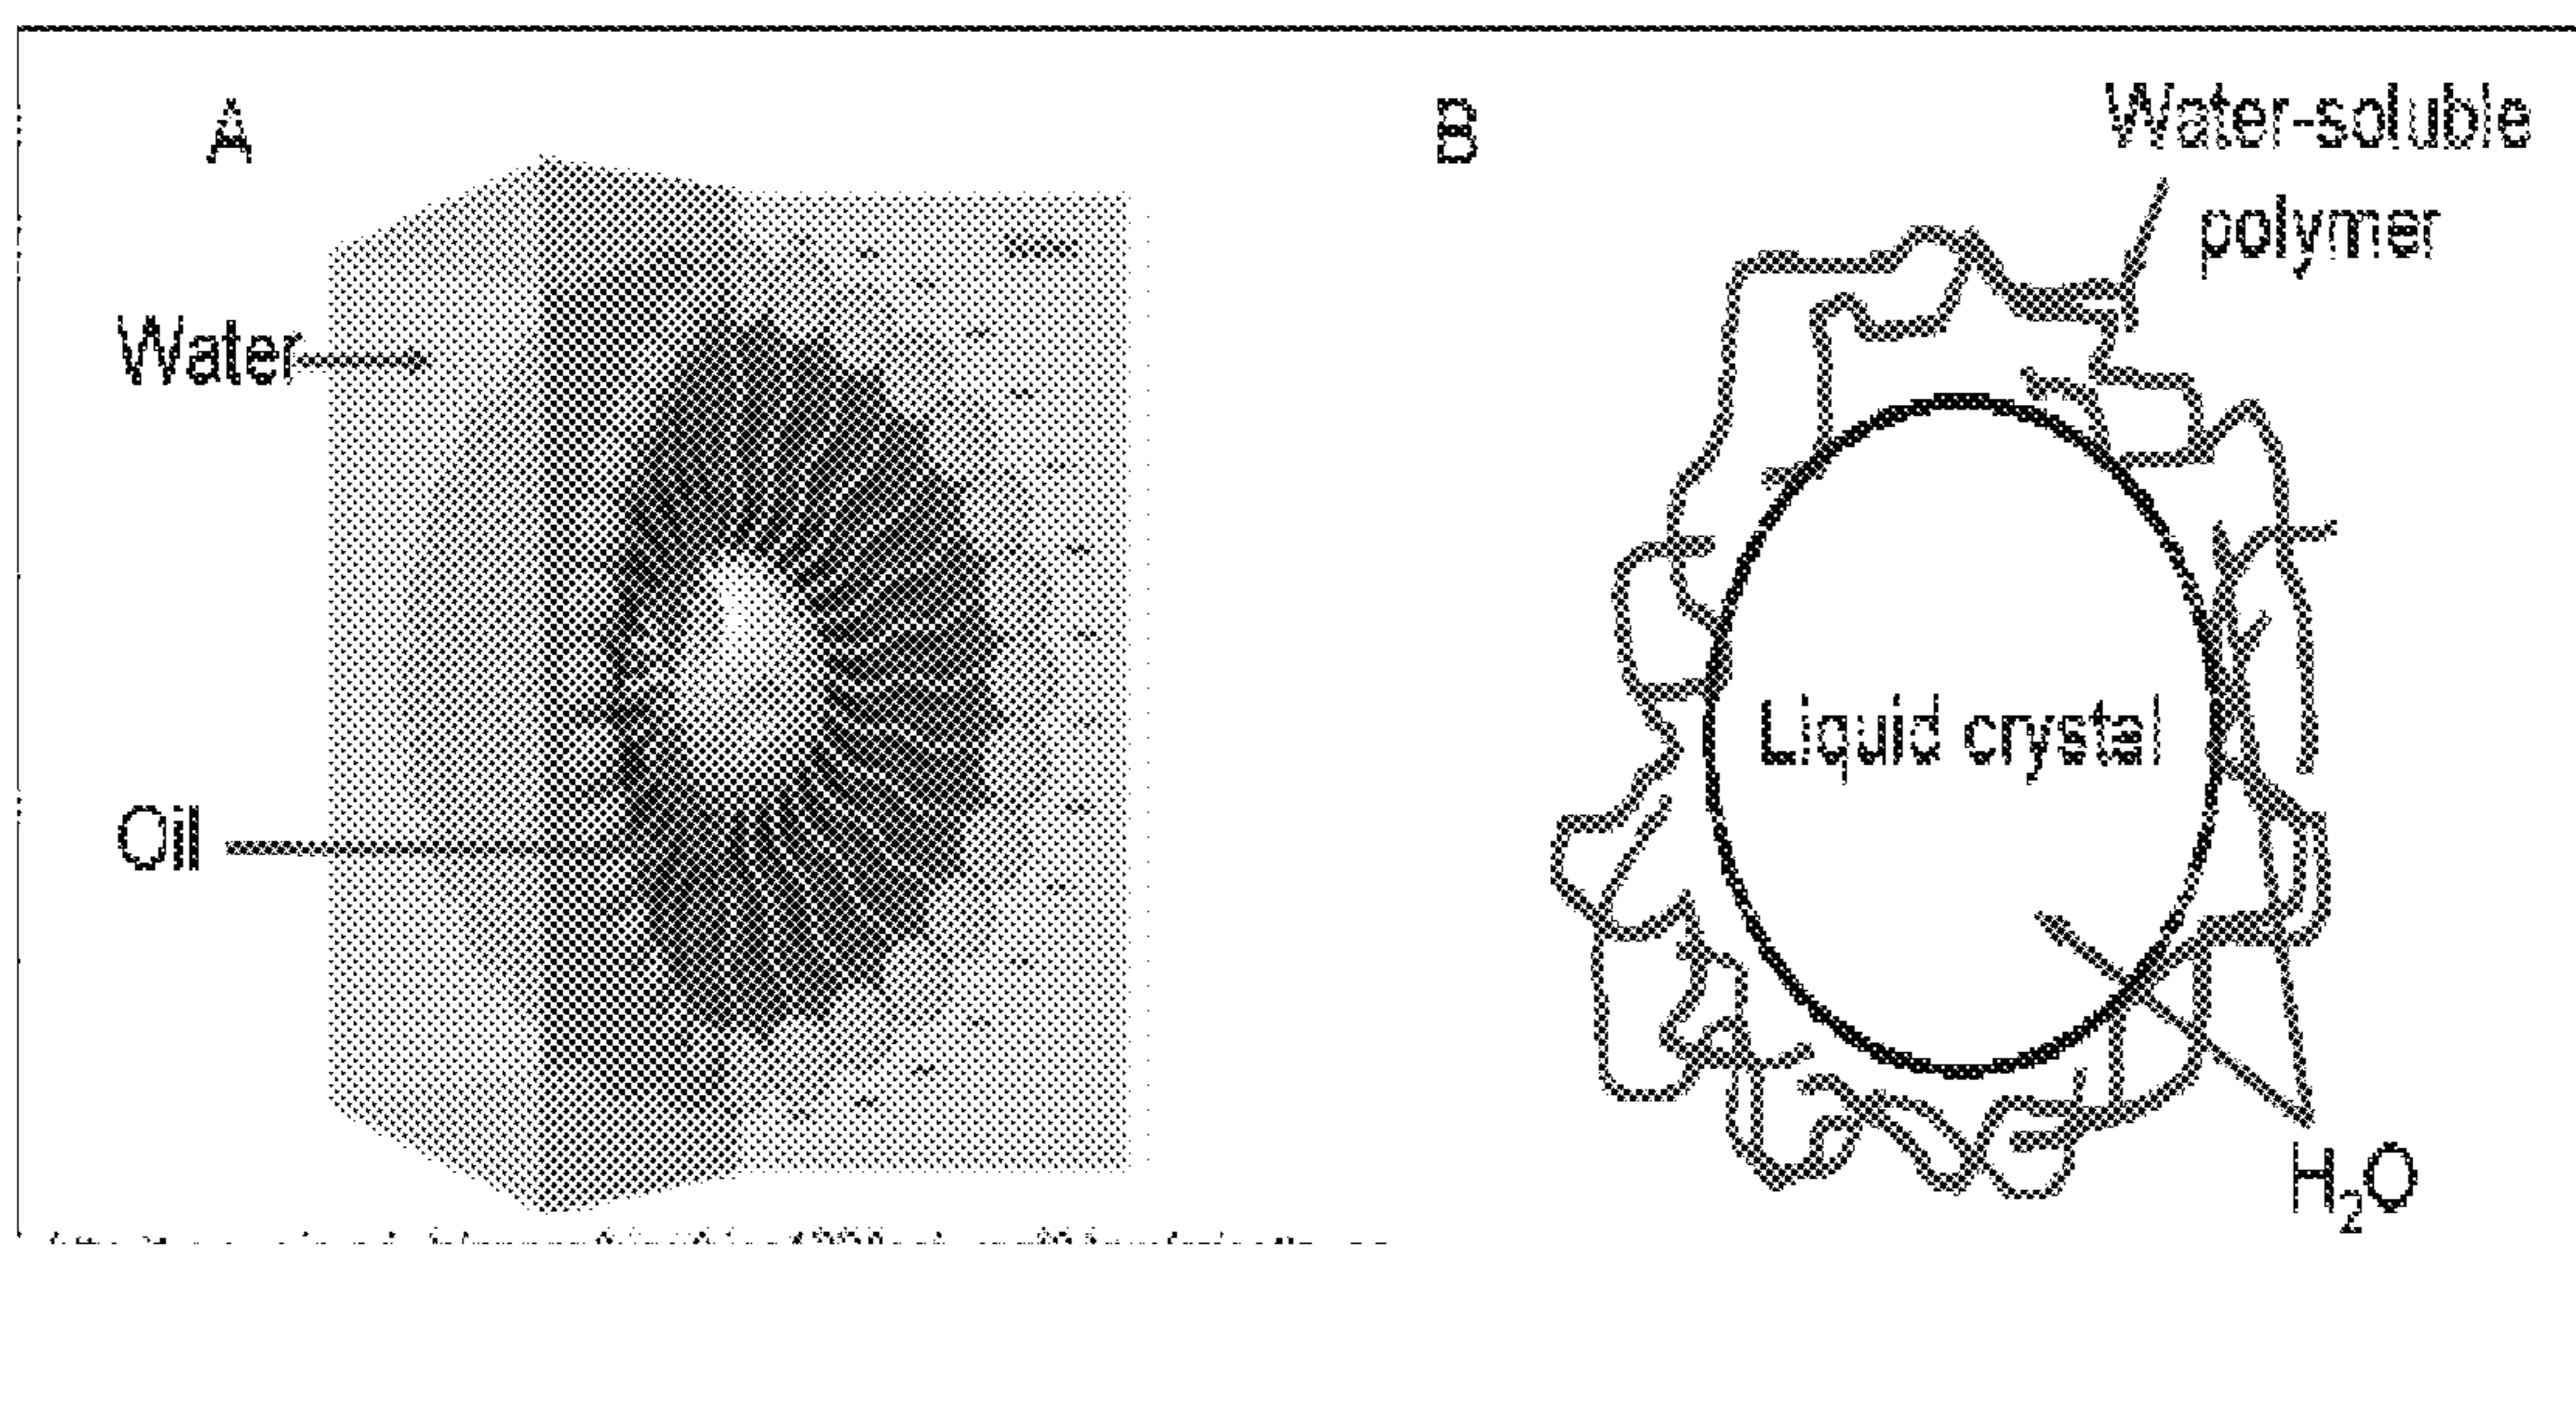 A
Water
Oil
B
Water-soluble
polymer
Liquid crystal
H₂O